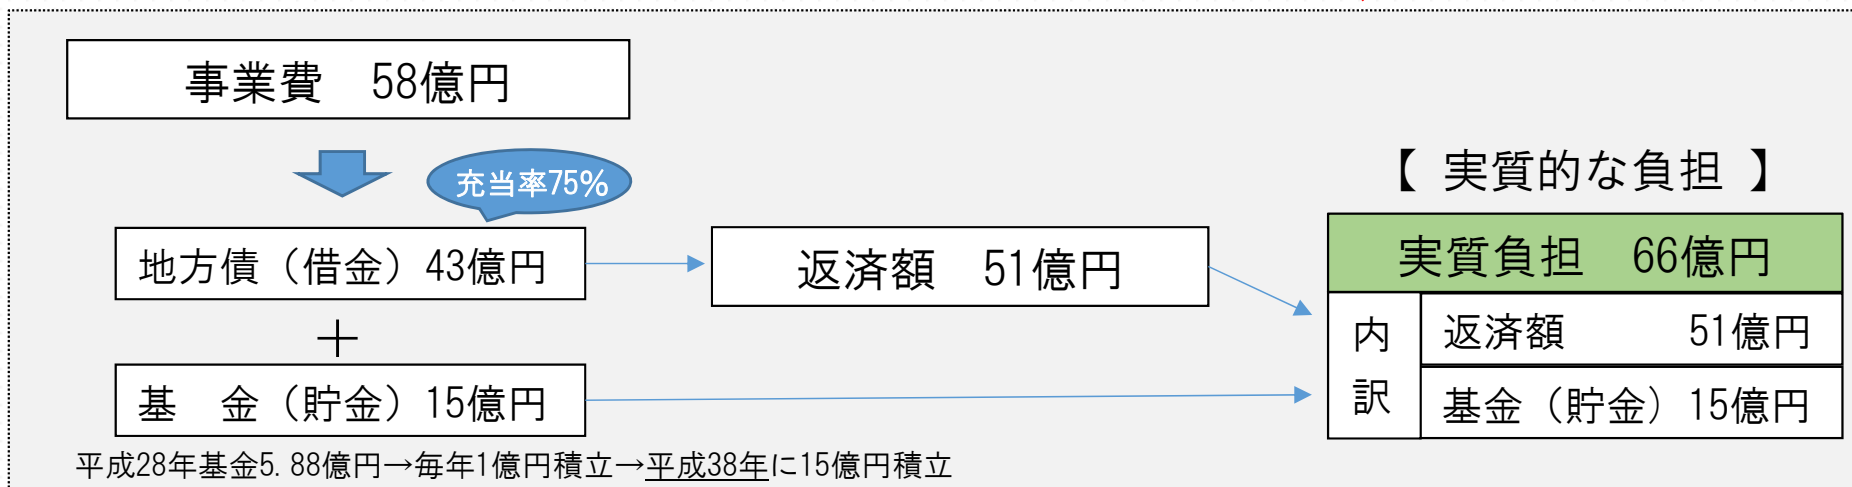 事業費　58億円
充当率75%
地方債（借金）43億円
＋
基　金（貯金）15億円
平成28年基金5.88億円→毎年1億円積立→平成38年に15億円積立
返済額　51億円
【 実質的な負担 】
実質負担　66億円
内訳
返済額　　　51億円
基金（貯金）15億円